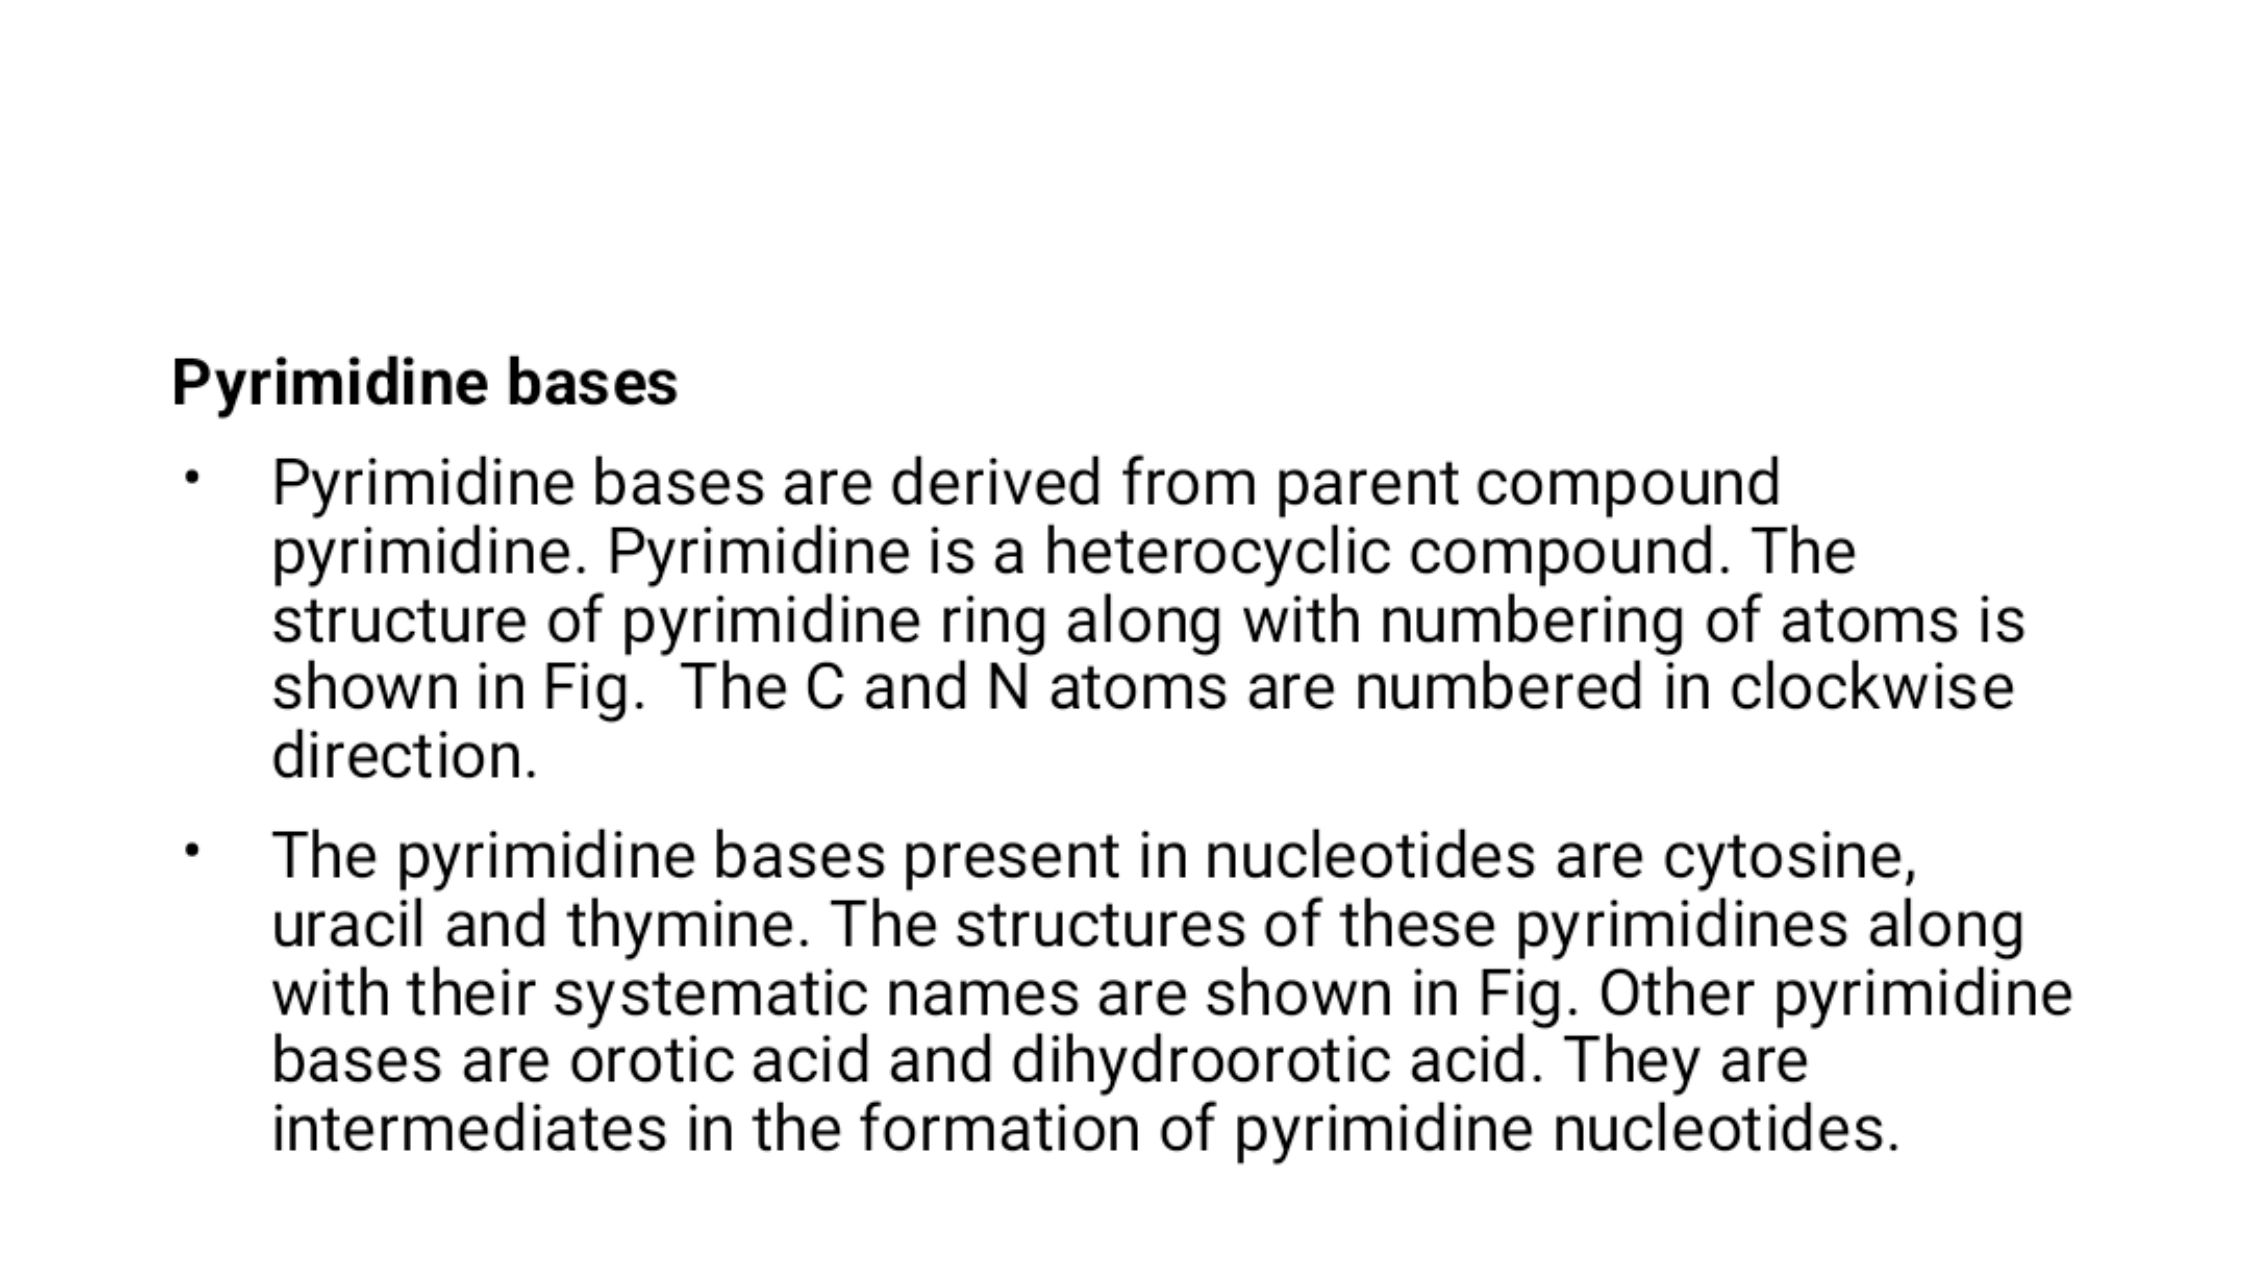 Pyrimidine bases
• Pyrimidine bases are derived from parent compound
pyrimidine. Pyrimidine is a heterocyclic compound. The
structure of pyrimidine ring along with numbering of atoms is
shown in Fig.  The C and N atoms are numbered in clockwise
direction.
• The pyrimidine bases present in nucleotides are cytosine,
uracil and thymine. The structures of these pyrimidines along
with their systematic names are shown in Fig. Other pyrimidine
bases are orotic acid and dihydroorotic acid. They are
intermediates in the formation of pyrimidine nucleotides.